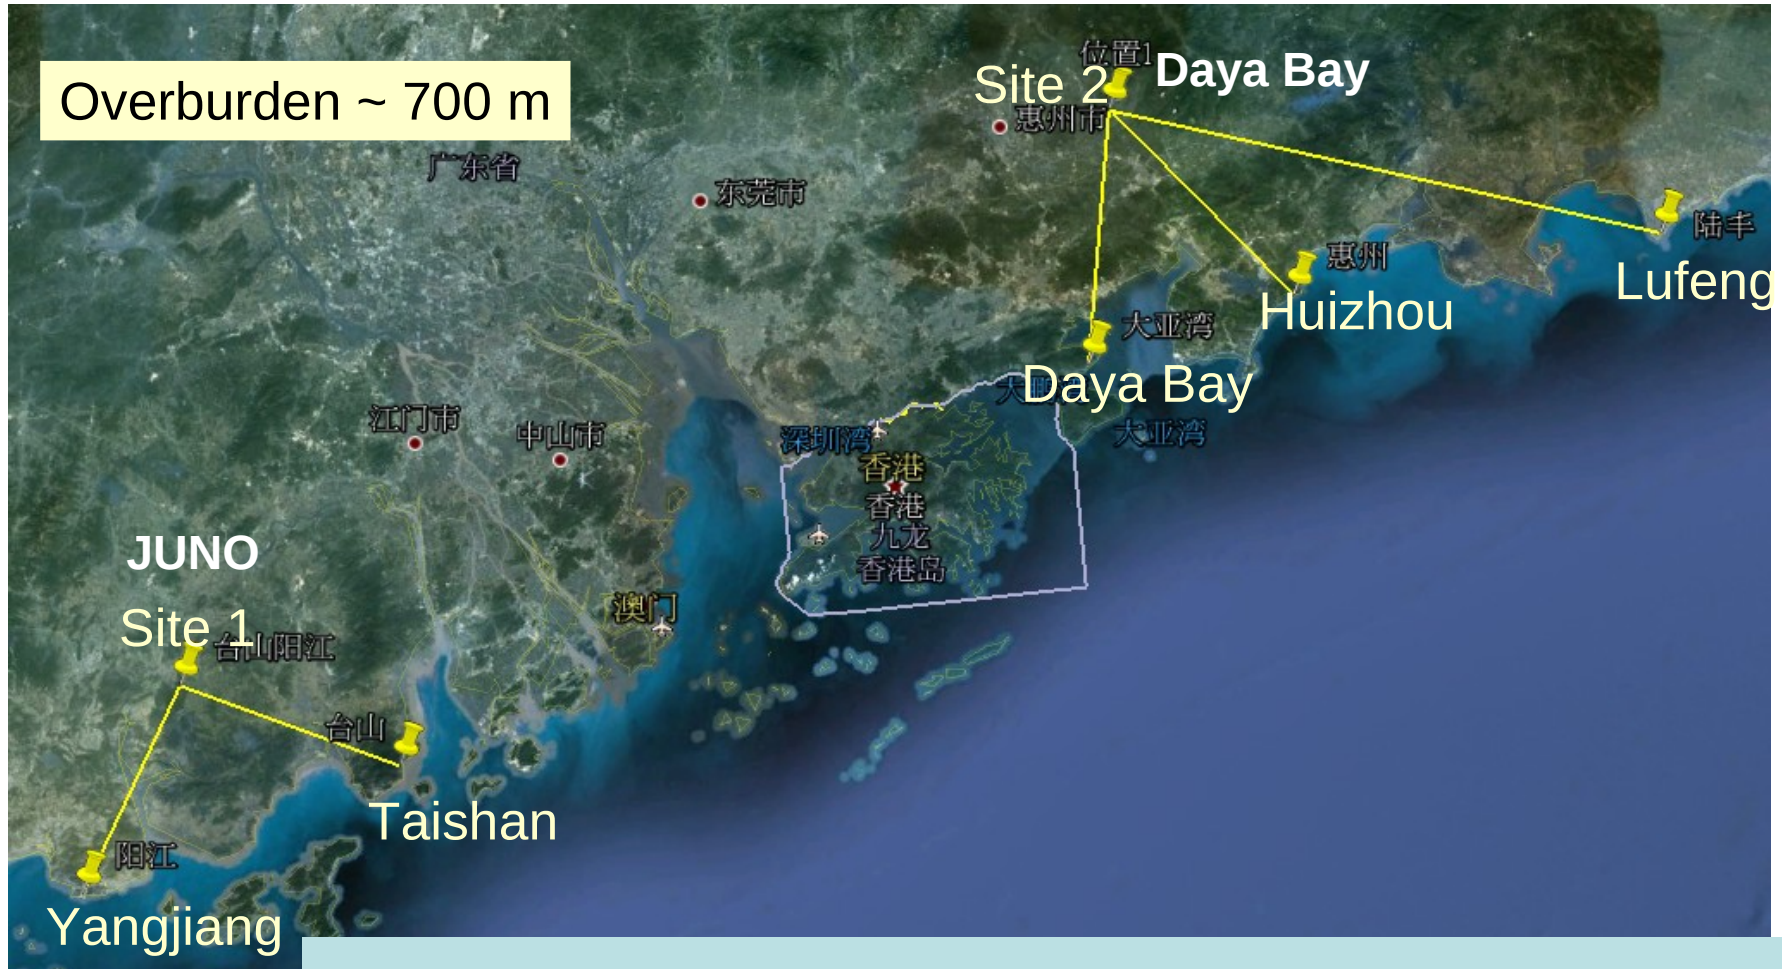 位置1
Site 2
Daya Bay
Overburden ~ 700 m
惠州市
广东省
东莞市
陆丰
惠州
Lufeng
Huizhou
大亚湾
Daya Bay
江门市
中山市
深圳湾
大亚湾
香港
香港
九龙
香港岛
JUNO
澳门
Site 1
台山阳江
台山
Taishan
阳江
Yangjiang